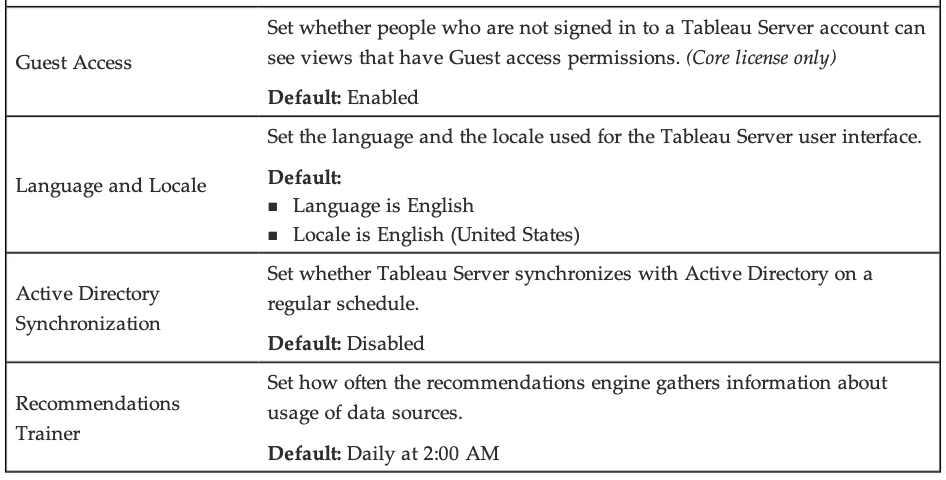 Guest Access
Set whether people who are not signed in to a Tableau Server account can
see views that have Guest access permissions. (Core license only)
Default: Enabled
Language and Locale
Set the language and the locale used for the Tableau Server user interface.
Default:
■ Language is English
■ Locale is English (United States)
Active Directory
Synchronization
Set whether Tableau Server synchronizes with Active Directory on a
regular schedule.
Default: Disabled
Recommendations
Trainer
Set how often the recommendations engine gathers information about
usage of data sources.
Default: Daily at 2:00 AM